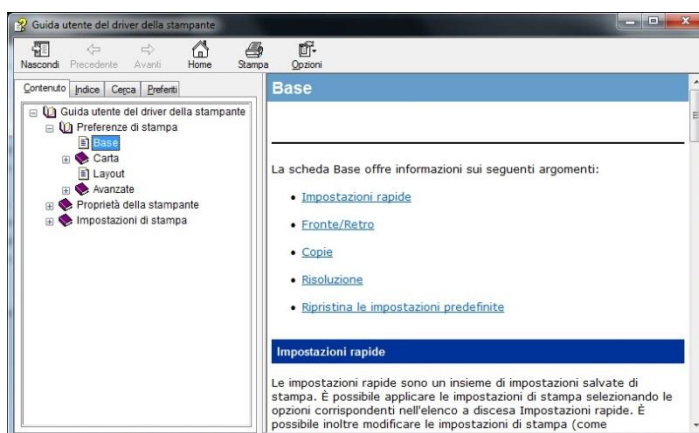 Guida utente del driver della stampante
Nascondi Precedente Avanti Home Stampa Opzioni
Contenuto Indice Cerca Preferiti
Guida utente del driver della stampante
Preferenze di stampa
Base
Carta
Layout
Avanzate
Proprietà della stampante
Impostazioni di stampa
Base
La scheda Base offre informazioni sui seguenti argomenti:
• Impostazioni rapide
• Fronte/Retro
• Copie
• Risoluzione
• Ripristina le impostazioni predefinite
Impostazioni rapide
Le impostazioni rapide sono un insieme di impostazioni salvate di
stampa. È possibile applicare le impostazioni di stampa selezionando le
opzioni corrispondenti nell'elenco a discesa Impostazioni rapide. È
possibile inoltre modificare le impostazioni di stampa (come